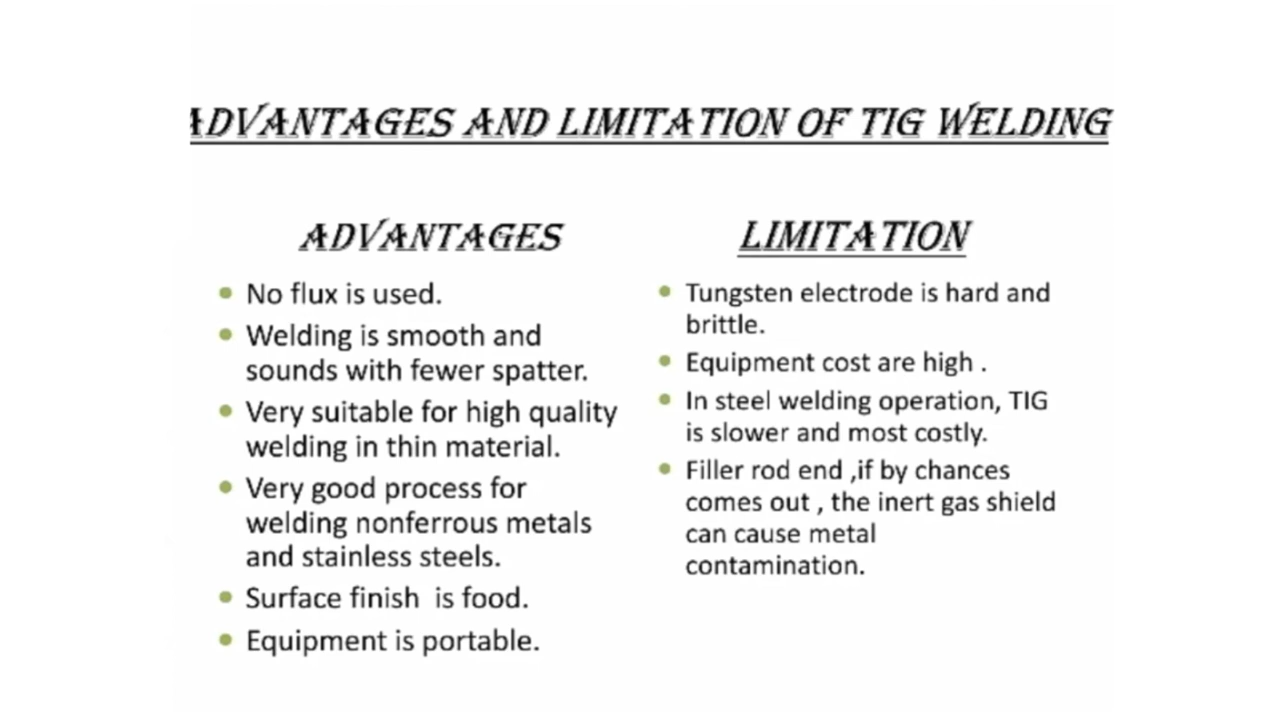 ADVANTAGES AND LIMITATION OF TIG WELDING
ADVANTAGES
No flux is used.
Welding is smooth and
sounds with fewer spatter.
Very suitable for high quality
welding in thin material.
Very good process for
welding nonferrous metals
and stainless steels.
Surface finish is food.
Equipment is portable.
LIMITATION
Tungsten electrode is hard and
brittle.
Equipment cost are high .
In steel welding operation, TIG
is slower and most costly.
Filler rod end ,if by chances
comes out , the inert gas shield
can cause metal
contamination.